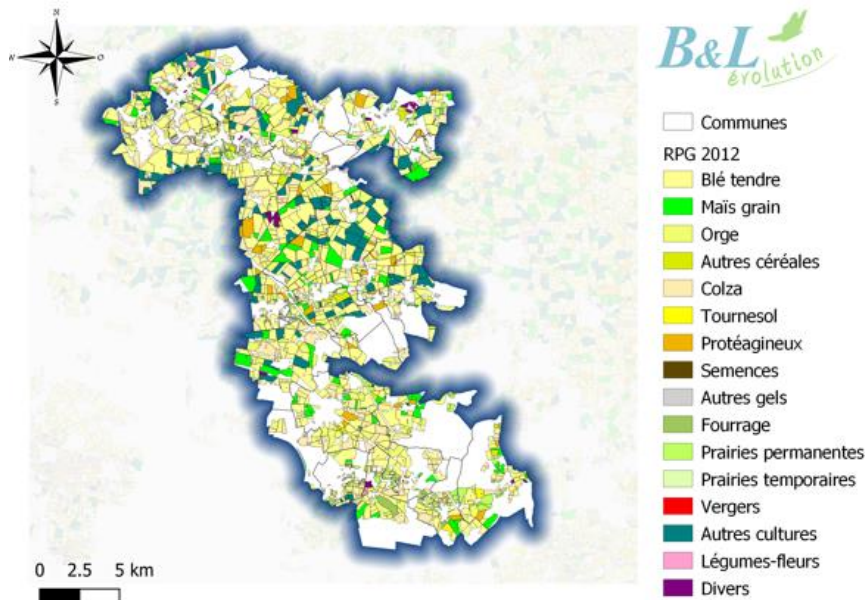 N
O
S
B&L
évolution
Communes
RPG 2012
Blé tendre
Maïs grain
Orge
Autres céréales
Colza
Tournesol
Protéagineux
Semences
Autres gels
Fourrage
Prairies permanentes
Prairies temporaires
Vergers
Autres cultures
Légumes-fleurs
Divers
0 2.5 5 km